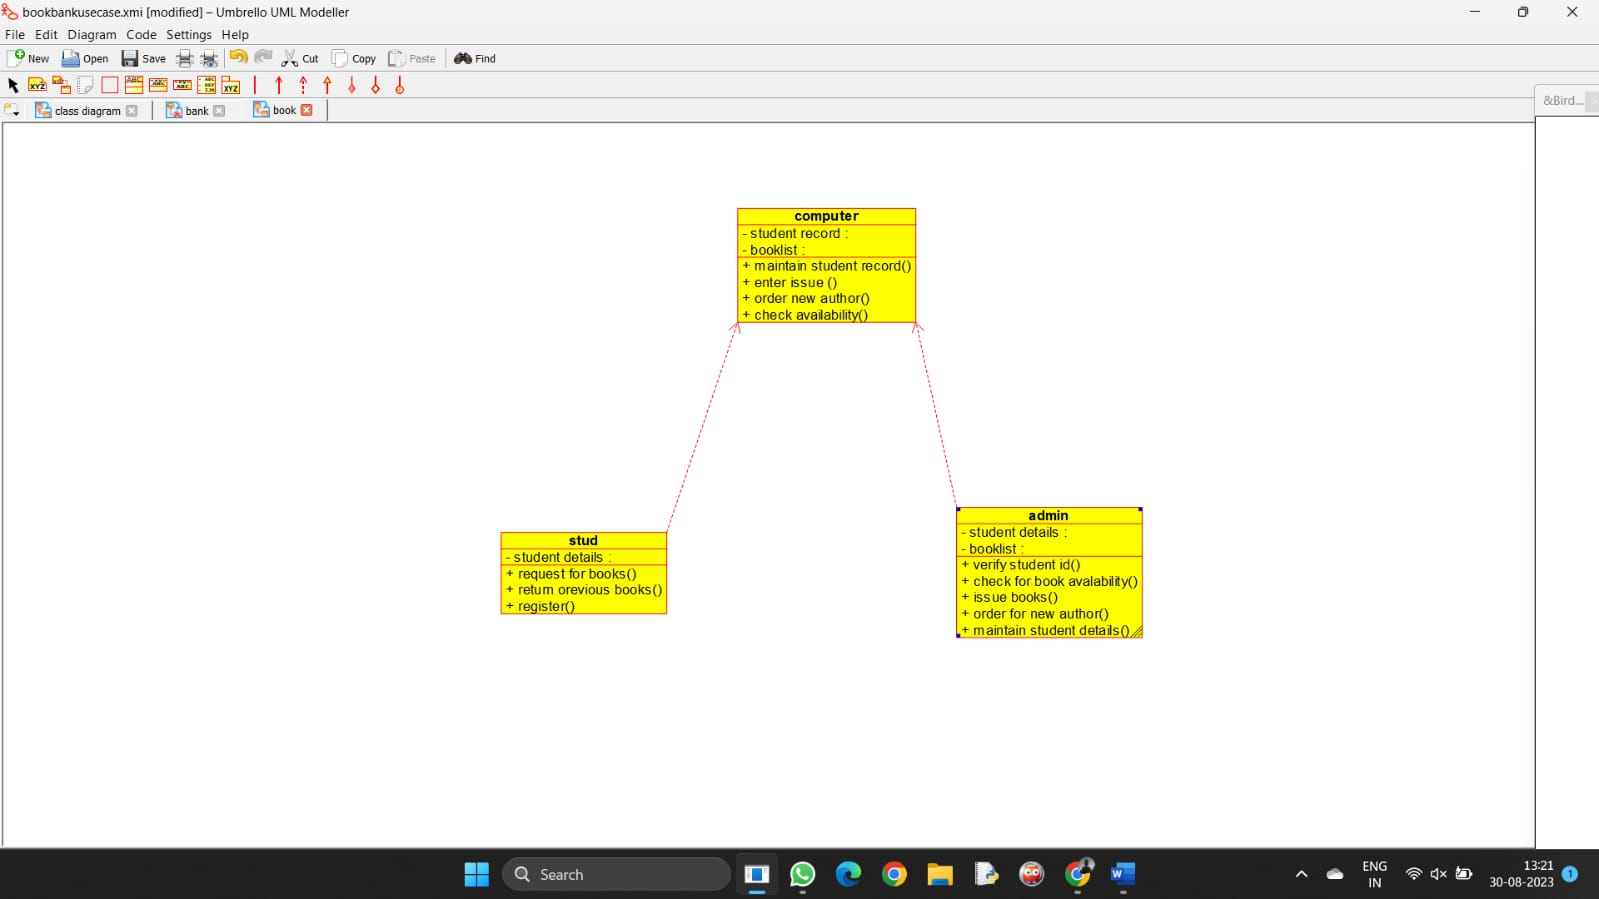 bookbankusecase.xmi [modified] – Umbrello UML Modeller
File Edit Diagram Code Settings Help
New Open Save Cut Copy Paste Find
class diagram bank book
&Bird...
computer
- student record :
- booklist :
+ maintain student record()
+ enter issue ()
+ order new author()
+ check availability()
stud
- student details :
+ request for books()
+ return orevious books()
+ register()
admin
- student details :
- booklist :
+ verify student id()
+ check for book avalability()
+ issue books()
+ order for new author()
+ maintain student details()
Search
ENG
IN
13:21
30-08-2023
1